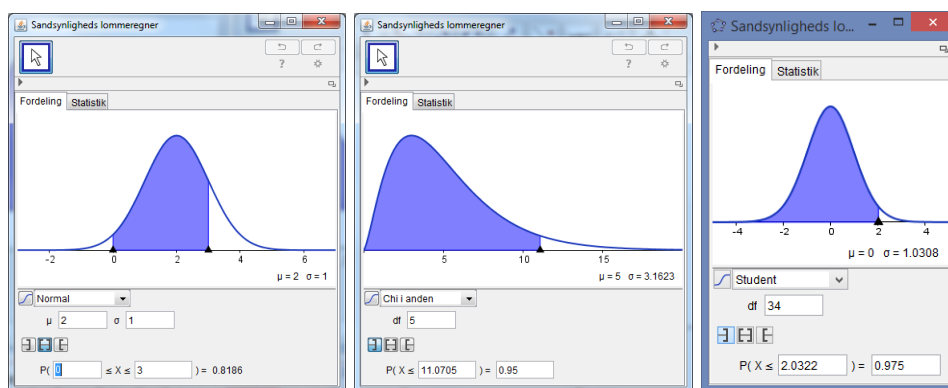 Sandsynligheds lommeregner
?
Fordeling Statistik
-2 0 2 4 6
μ = 2 σ = 1
Normal
μ 2 σ 1
P( 0 ≤ X ≤ 3 ) = 0.8186
Sandsynligheds lommeregner
?
Fordeling Statistik
5 10 15
μ = 5 σ = 3.1623
Chi i anden
df 5
P( X ≤ 11.0705 ) = 0.95
Sandsynligheds lo...
Fordeling Statistik
-4 -2 0 2 4
μ = 0 σ = 1.0308
Student
df 34
P( X ≤ 2.0322 ) = 0.975